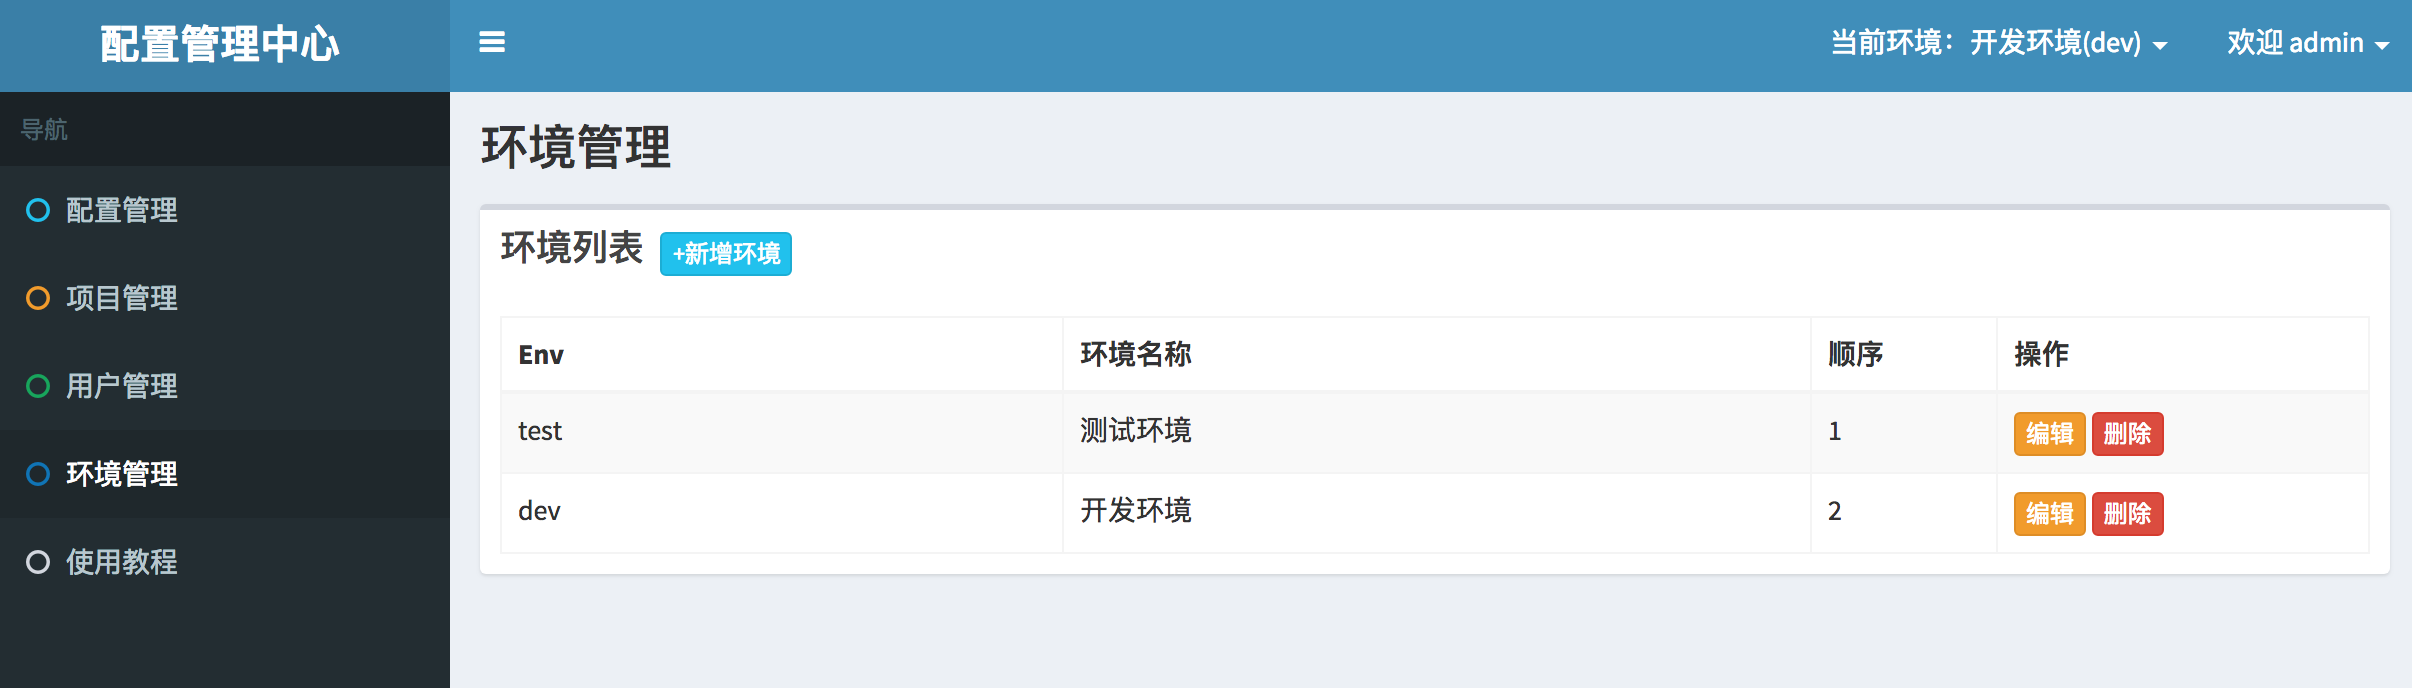 配置管理中心
当前环境：开发环境(dev)
欢迎 admin
导航
配置管理
项目管理
用户管理
环境管理
使用教程
环境管理
环境列表 +新增环境
Env 环境名称 顺序 操作
test 测试环境 1 编辑 删除
dev 开发环境 2 编辑 删除